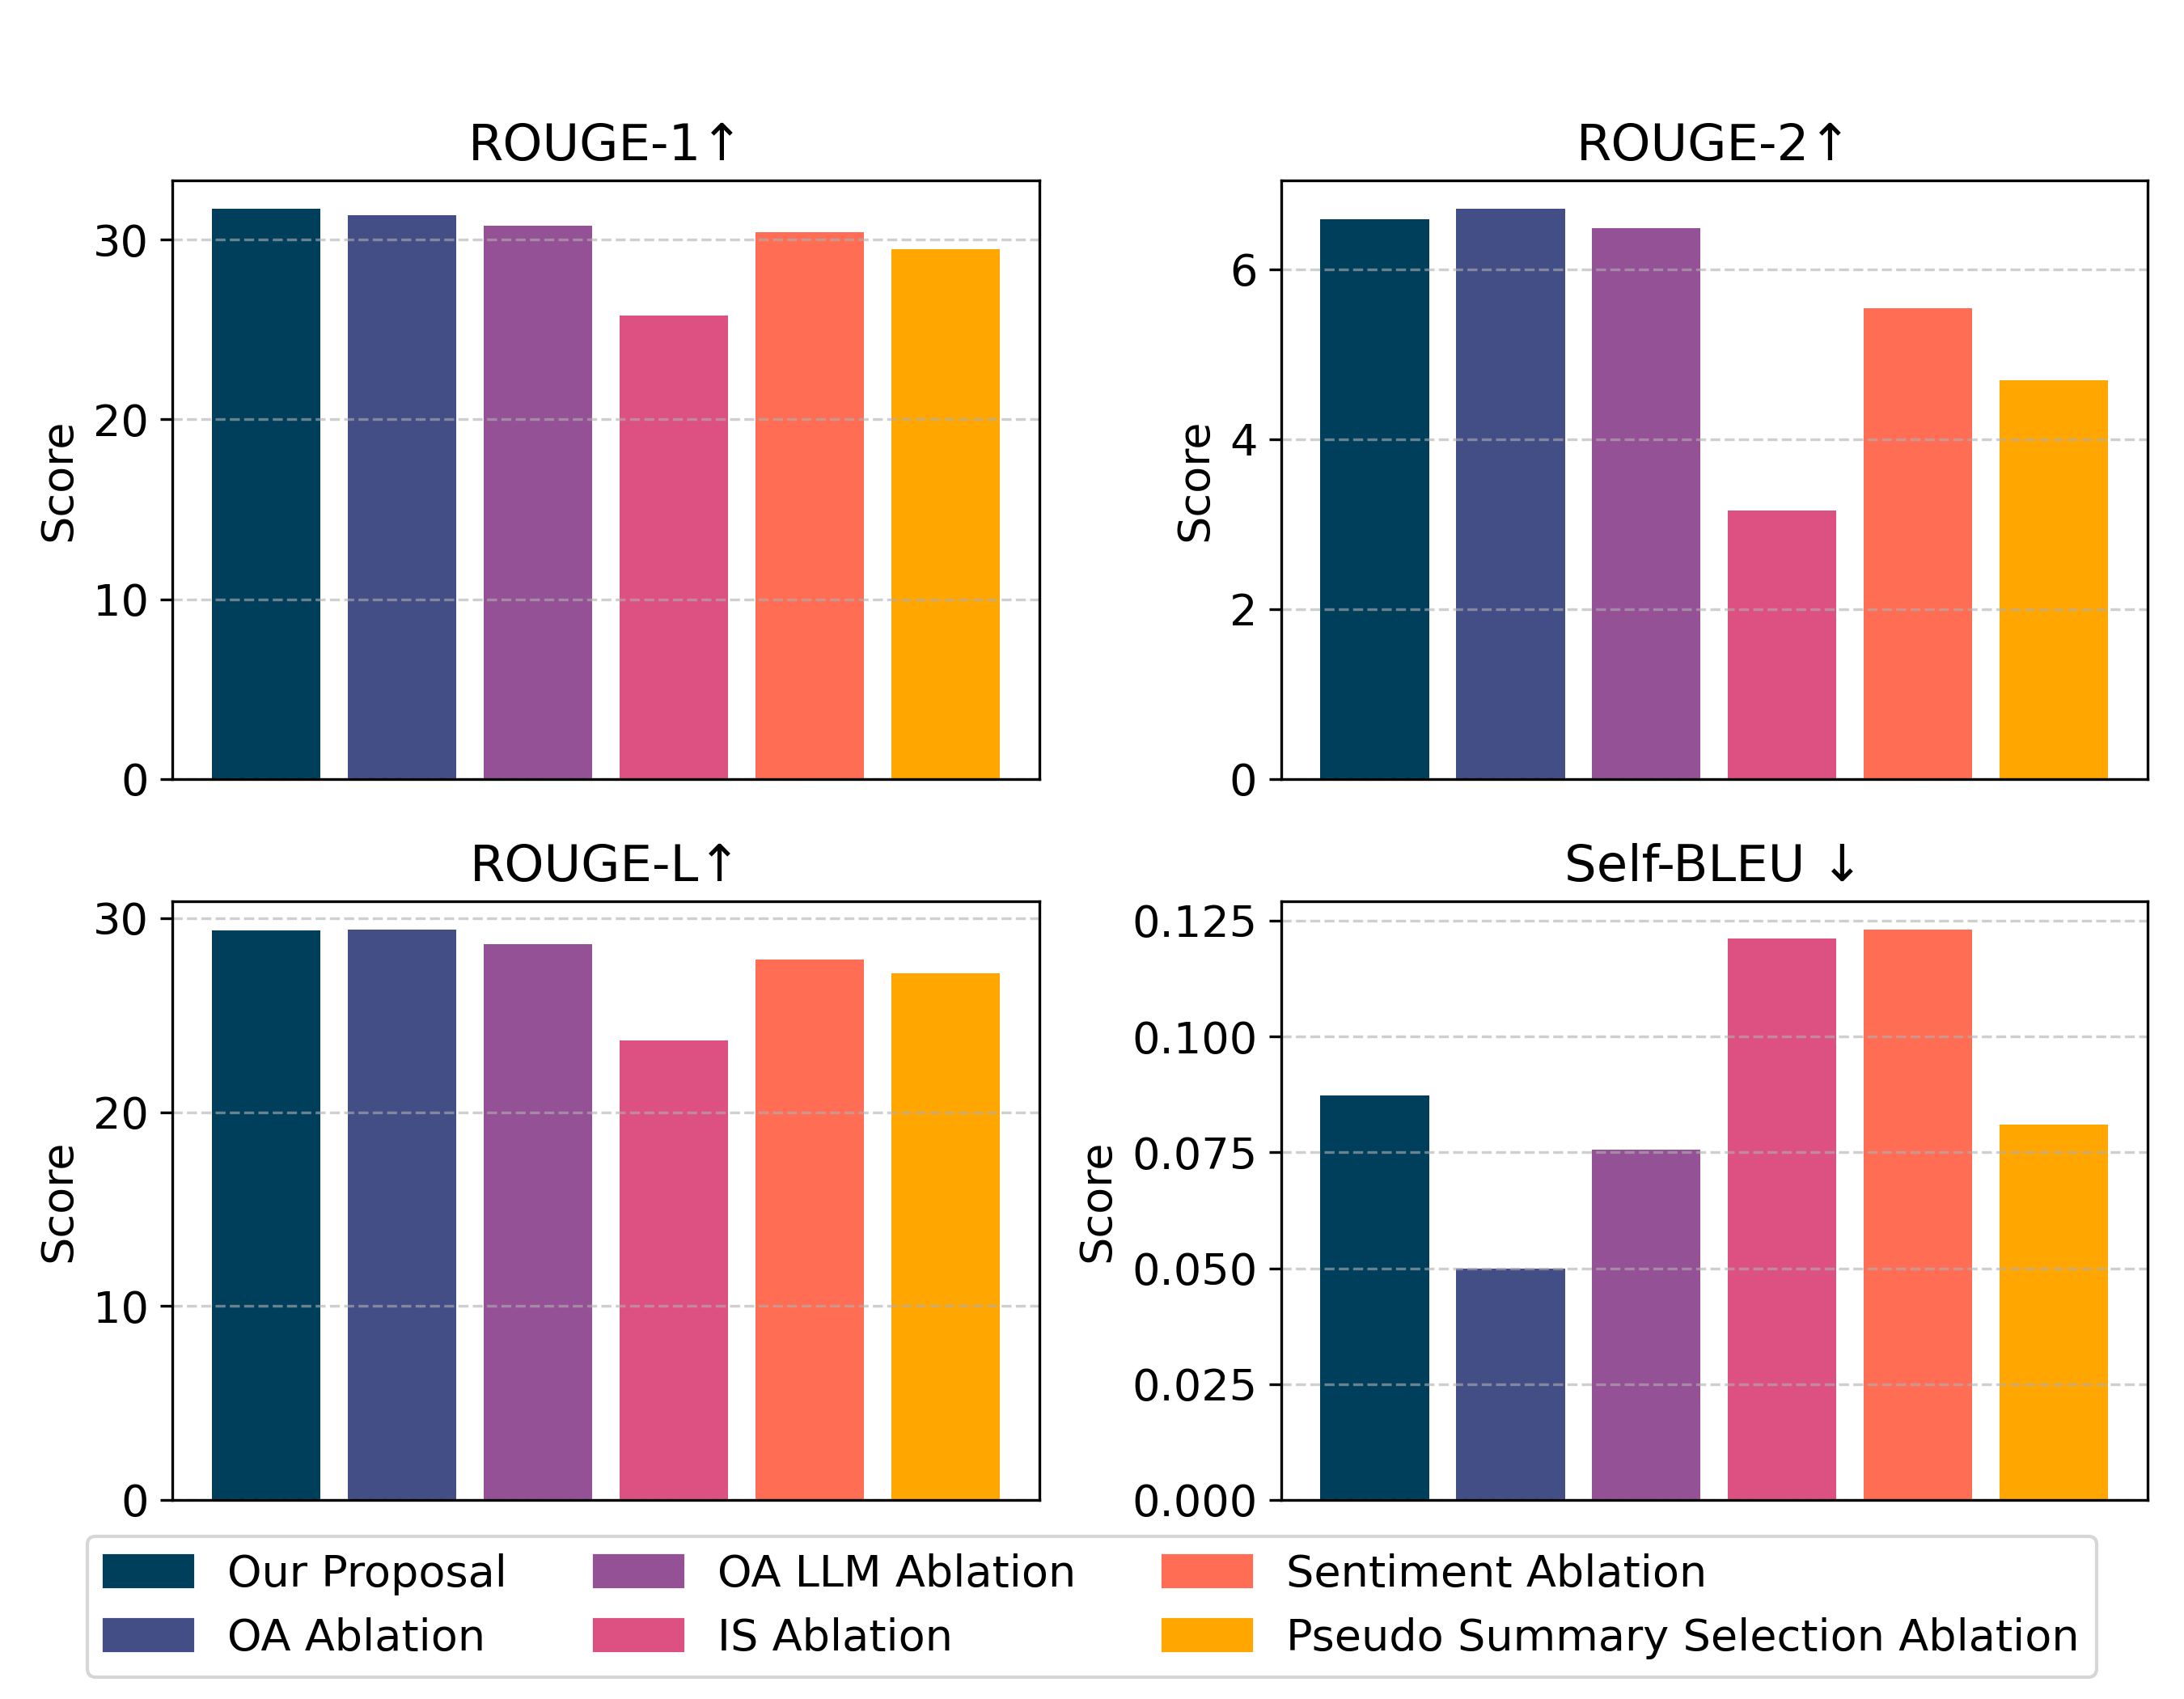 ROUGE-1↑
Score
30
20
10
0
ROUGE-2↑
Score
6
4
2
0
ROUGE-L↑
Score
30
20
10
0
Self-BLEU ↓
Score
0.125
0.100
0.075
0.050
0.025
0.000
Our Proposal
OA Ablation
OA LLM Ablation
IS Ablation
Sentiment Ablation
Pseudo Summary Selection Ablation